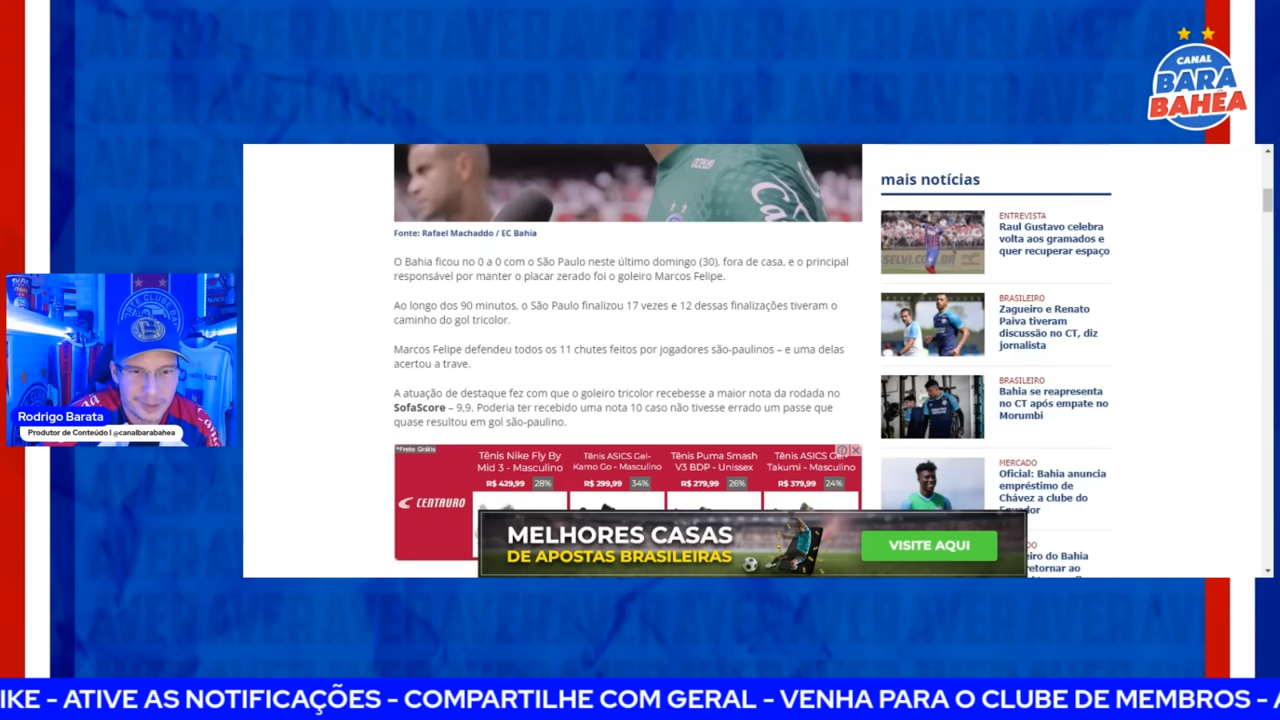 CANAL
BARA
BAHÊA
mais notícias
Fonte: Rafael Machaddo / EC Bahia
O Bahia ficou no 0 a 0 com o São Paulo neste último domingo (30), fora de casa, e o principal
responsável por manter o placar zerado foi o goleiro Marcos Felipe.
Ao longo dos 90 minutos, o São Paulo finalizou 17 vezes e 12 dessas finalizações tiveram o
caminho do gol tricolor.
Marcos Felipe defendeu todos os 11 chutes feitos por jogadores são-paulinos – e uma delas
acertou a trave.
A atuação de destaque fez com que o goleiro tricolor recebesse a maior nota da rodada no
SofaScore – 9,9. Poderia ter recebido uma nota 10 caso não tivesse errado um passe que
quase resultou em gol são-paulino.
ENTREVISTA
Raul Gustavo celebra
volta aos gramados e
quer recuperar espaço
BRASILEIRO
Zagueiro e Renato
Paiva tiveram
discussão no CT, diz
jornalista
BRASILEIRO
Bahia se reapresenta
no CT após empate no
Morumbi
MERCADO
Oficial: Bahia anuncia
empréstimo de
Chávez a clube do
Equador
eiro do Bahia
retornar ao
*Frete Grátis
CENTAURO
Tênis Nike Fly By
Mid 3 - Masculino
R$ 429,99 28%
Tênis ASICS Gel-
Kamo Go - Masculino
R$ 299,99 34%
Tênis Puma Smash
V3 BDP - Unissex
R$ 279,99 26%
Tênis ASICS Gel-
Takumi - Masculino
R$ 379,99 24%
MELHORES CASAS
DE APOSTAS BRASILEIRAS
VISITE AQUI
Rodrigo Barata
Produtor de Conteúdo | @canalbarabahea
IKE - ATIVE AS NOTIFICAÇÕES - COMPARTILHE COM GERAL - VENHA PARA O CLUBE DE MEMBROS -